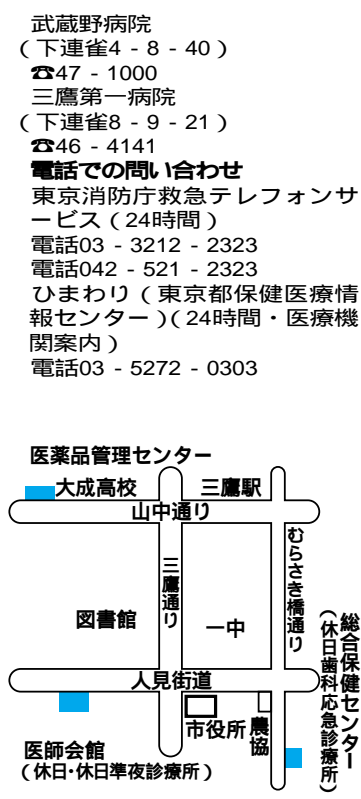 武蔵野病院
(下連雀4-8-40)
☎47-1000
三鷹第一病院
(下連雀8-9-21)
☎46-4141
電話での問い合わせ
東京消防庁救急テレフォンサ
ービス(24時間)
電話03-3212-2323
電話042-521-2323
ひまわり(東京都保健医療情
報センター)(24時間・医療機
関案内)
電話03-5272-0303
医薬品管理センター
大成高校
三鷹駅
山中通り
三鷹通り
むらさき橋通り
図書館
一中
総合保健センター
(休日歯科応急診療所)
人見街道
市役所
農協
医師会館
(休日・休日準夜診療所)